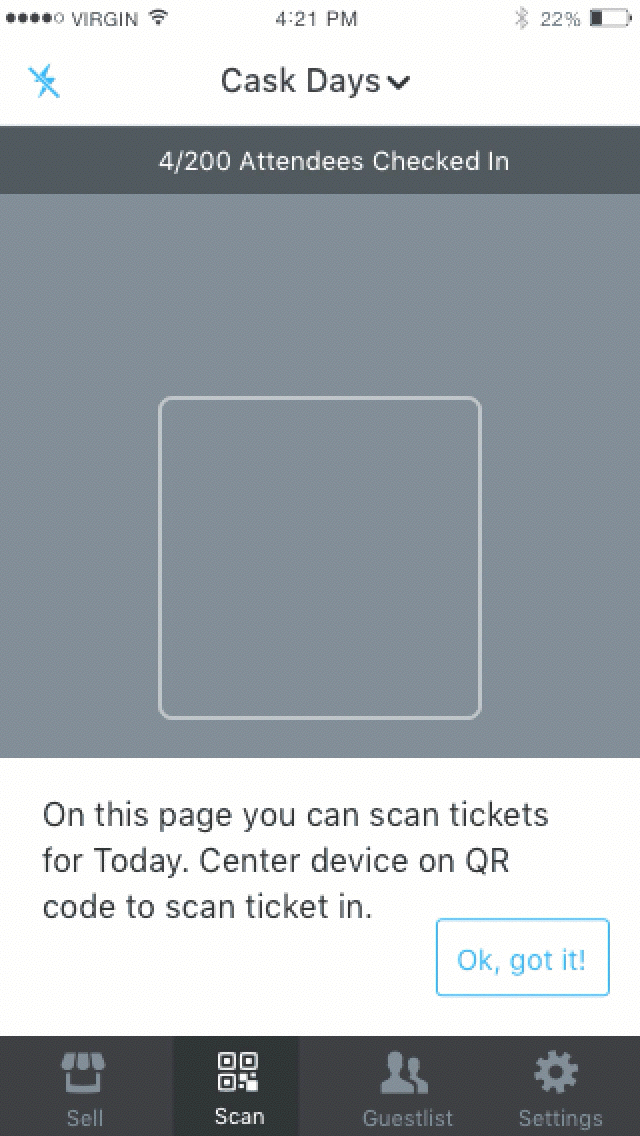 VIRGIN 4:21 PM 22%
Cask Days
4/200 Attendees Checked In
On this page you can scan tickets
for Today. Center device on QR
code to scan ticket in.
Ok, got it!
Sell Scan Guestlist Settings